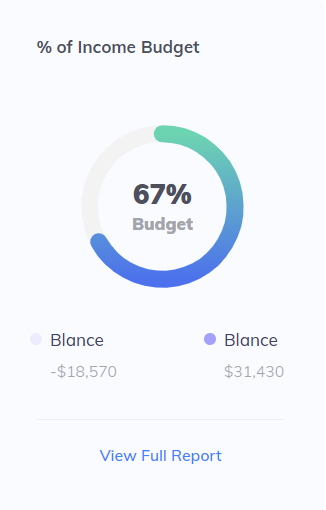 % of Income Budget
67%
Budget
Blance
Blance
-$18,570
$31,430
View Full Report